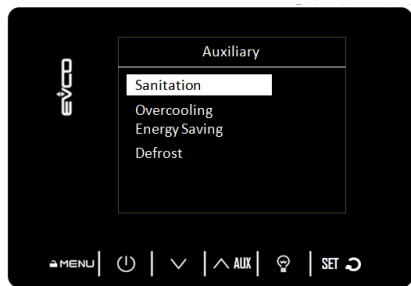 Auxiliary
EVCO
Sanitation
Overcooling
Energy Saving
Defrost
MENU AUX SET